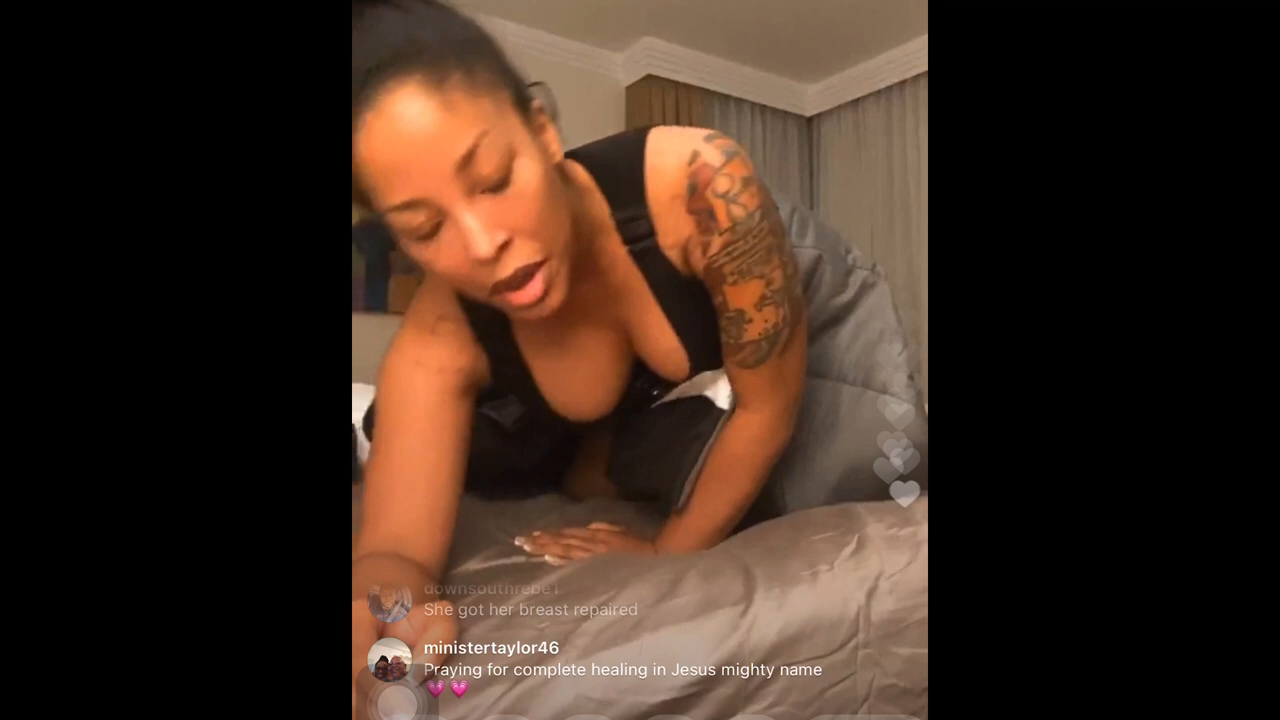 downsouthrebel
She got her breast repaired
ministertaylor46
Praying for complete healing in Jesus mighty name
💗💗